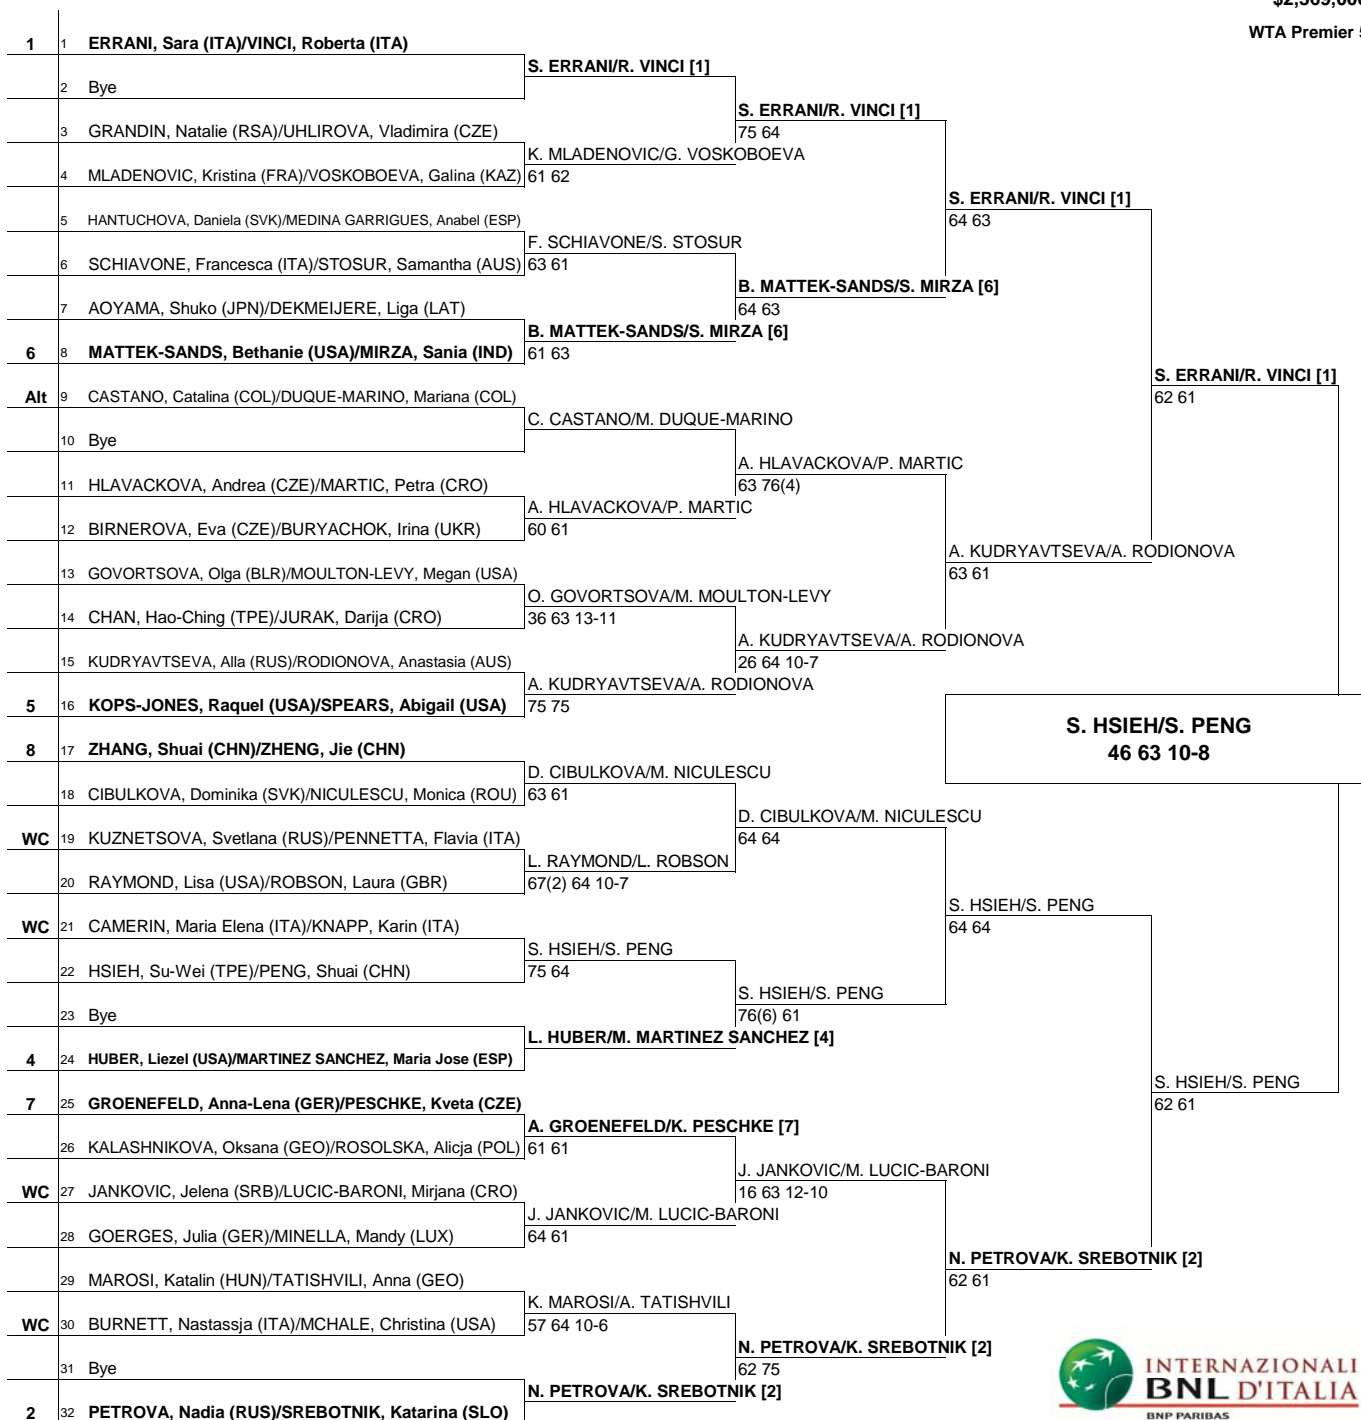 $2,369,000
WTA Premier 5
1 1 ERRANI, Sara (ITA)/VINCI, Roberta (ITA)
S. ERRANI/R. VINCI [1]
2 Bye
S. ERRANI/R. VINCI [1]
3 GRANDIN, Natalie (RSA)/UHLIROVA, Vladimira (CZE)
75 64
K. MLADENOVIC/G. VOSKOBOEVA
4 MLADENOVIC, Kristina (FRA)/VOSKOBOEVA, Galina (KAZ) 61 62
S. ERRANI/R. VINCI [1]
5 HANTUCHOVA, Daniela (SVK)/MEDINA GARRIGUES, Anabel (ESP)
64 63
F. SCHIAVONE/S. STOSUR
6 SCHIAVONE, Francesca (ITA)/STOSUR, Samantha (AUS) 63 61
B. MATTEK-SANDS/S. MIRZA [6]
7 AOYAMA, Shuko (JPN)/DEKMEIJERE, Liga (LAT)
64 63
B. MATTEK-SANDS/S. MIRZA [6]
6 8 MATTEK-SANDS, Bethanie (USA)/MIRZA, Sania (IND) 61 63
S. ERRANI/R. VINCI [1]
Alt 9 CASTANO, Catalina (COL)/DUQUE-MARINO, Mariana (COL)
62 61
C. CASTANO/M. DUQUE-MARINO
10 Bye
A. HLAVACKOVA/P. MARTIC
11 HLAVACKOVA, Andrea (CZE)/MARTIC, Petra (CRO)
63 76(4)
A. HLAVACKOVA/P. MARTIC
12 BIRNEROVA, Eva (CZE)/BURYACHOK, Irina (UKR) 60 61
A. KUDRYAVTSEVA/A. RODIONOVA
13 GOVORTSOVA, Olga (BLR)/MOULTON-LEVY, Megan (USA)
63 61
O. GOVORTSOVA/M. MOULTON-LEVY
14 CHAN, Hao-Ching (TPE)/JURAK, Darija (CRO) 36 63 13-11
A. KUDRYAVTSEVA/A. RODIONOVA
15 KUDRYAVTSEVA, Alla (RUS)/RODIONOVA, Anastasia (AUS)
26 64 10-7
A. KUDRYAVTSEVA/A. RODIONOVA
5 16 KOPS-JONES, Raquel (USA)/SPEARS, Abigail (USA) 75 75
S. HSIEH/S. PENG
46 63 10-8
8 17 ZHANG, Shuai (CHN)/ZHENG, Jie (CHN)
D. CIBULKOVA/M. NICULESCU
18 CIBULKOVA, Dominika (SVK)/NICULESCU, Monica (ROU) 63 61
D. CIBULKOVA/M. NICULESCU
WC 19 KUZNETSOVA, Svetlana (RUS)/PENNETTA, Flavia (ITA)
64 64
L. RAYMOND/L. ROBSON
20 RAYMOND, Lisa (USA)/ROBSON, Laura (GBR) 67(2) 64 10-7
S. HSIEH/S. PENG
WC 21 CAMERIN, Maria Elena (ITA)/KNAPP, Karin (ITA)
64 64
S. HSIEH/S. PENG
22 HSIEH, Su-Wei (TPE)/PENG, Shuai (CHN) 75 64
S. HSIEH/S. PENG
23 Bye
76(6) 61
L. HUBER/M. MARTINEZ SANCHEZ [4]
4 24 HUBER, Liezel (USA)/MARTINEZ SANCHEZ, Maria Jose (ESP)
S. HSIEH/S. PENG
7 25 GROENEFELD, Anna-Lena (GER)/PESCHKE, Kveta (CZE)
62 61
A. GROENEFELD/K. PESCHKE [7]
26 KALASHNIKOVA, Oksana (GEO)/ROSOLSKA, Alicja (POL) 61 61
J. JANKOVIC/M. LUCIC-BARONI
WC 27 JANKOVIC, Jelena (SRB)/LUCIC-BARONI, Mirjana (CRO)
16 63 12-10
J. JANKOVIC/M. LUCIC-BARONI
28 GOERGES, Julia (GER)/MINELLA, Mandy (LUX) 64 61
N. PETROVA/K. SREBOTNIK [2]
29 MAROSI, Katalin (HUN)/TATISHVILI, Anna (GEO)
62 61
K. MAROSI/A. TATISHVILI
WC 30 BURNETT, Nastassja (ITA)/MCHALE, Christina (USA) 57 64 10-6
N. PETROVA/K. SREBOTNIK [2]
31 Bye
62 75
N. PETROVA/K. SREBOTNIK [2]
2 32 PETROVA, Nadia (RUS)/SREBOTNIK, Katarina (SLO)
INTERNAZIONALI
BNL D'ITALIA
BNP PARIBAS